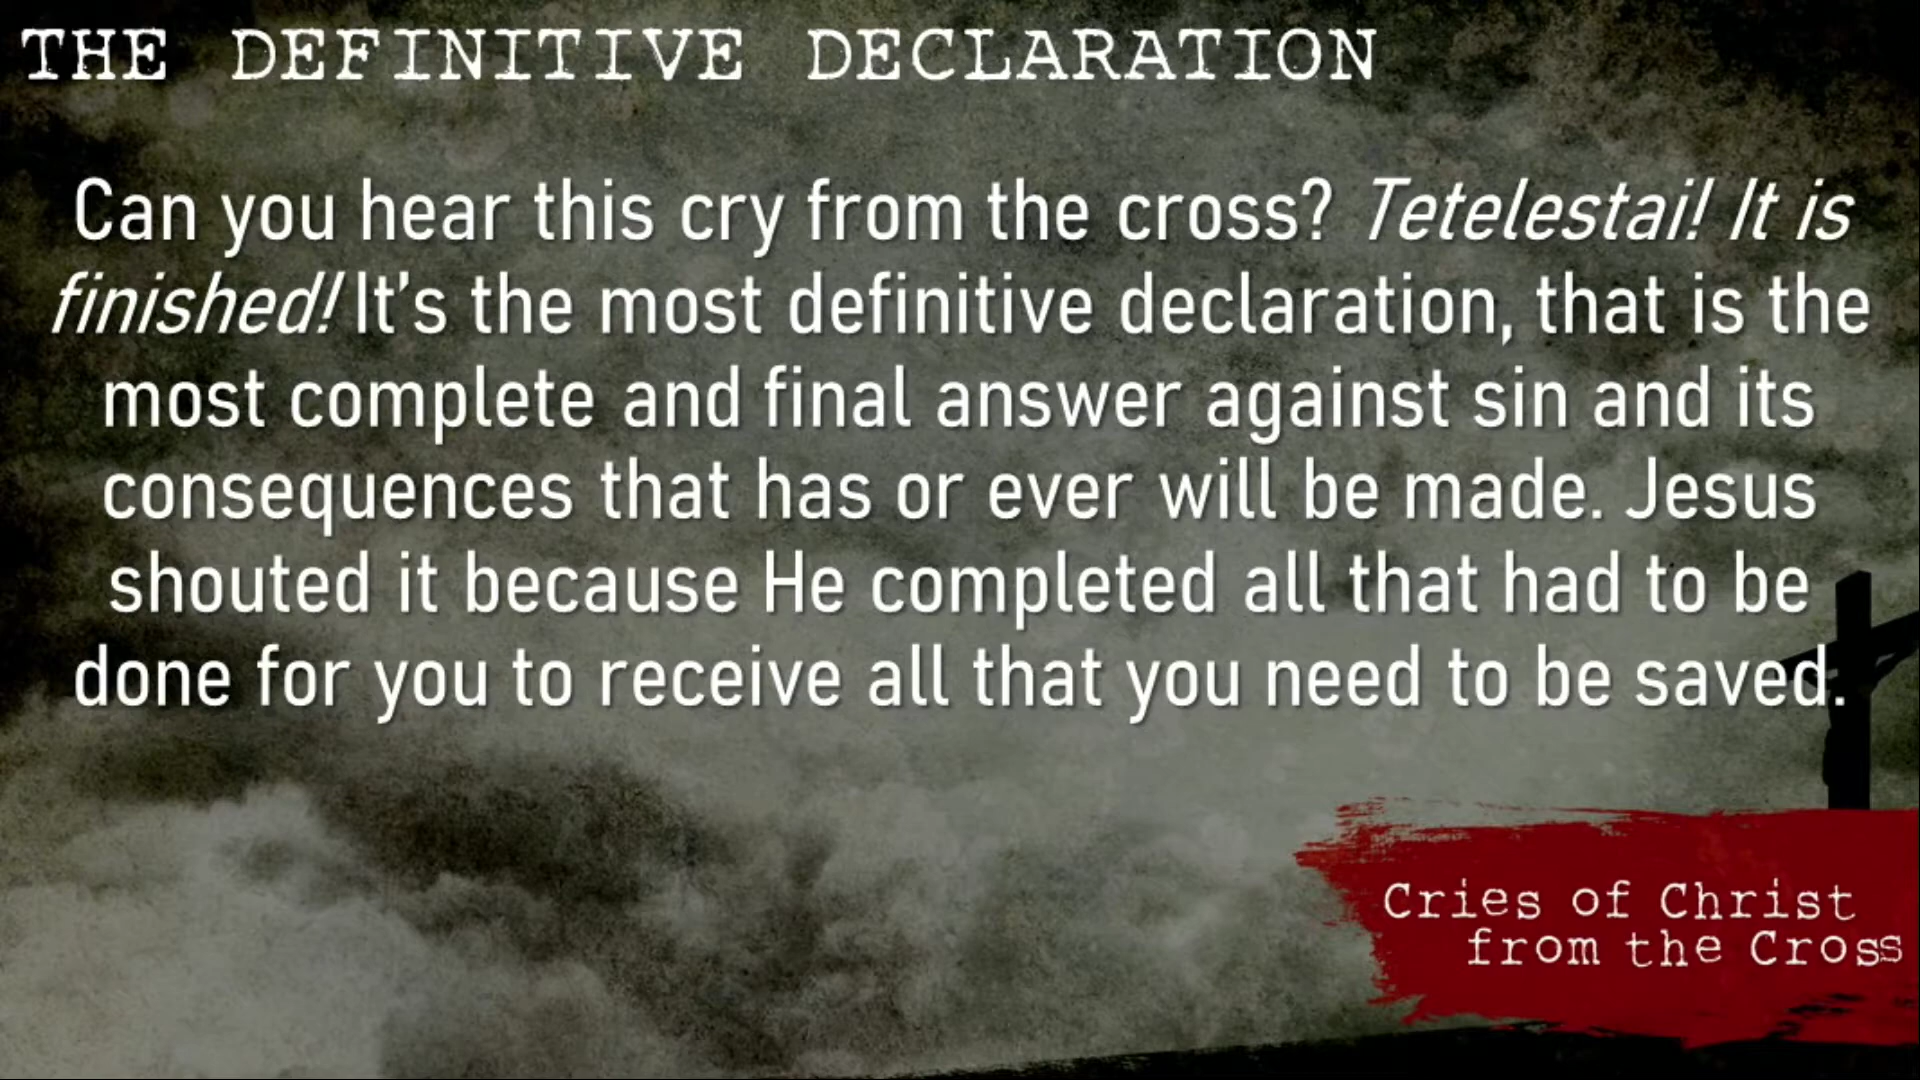 THE DEFINITIVE DECLARATION
Can you hear this cry from the cross? Tetelestai! It is
finished! It’s the most definitive declaration, that is the
most complete and final answer against sin and its
consequences that has or ever will be made. Jesus
shouted it because He completed all that had to be
done for you to receive all that you need to be saved.
Cries of Christ
from the Cross